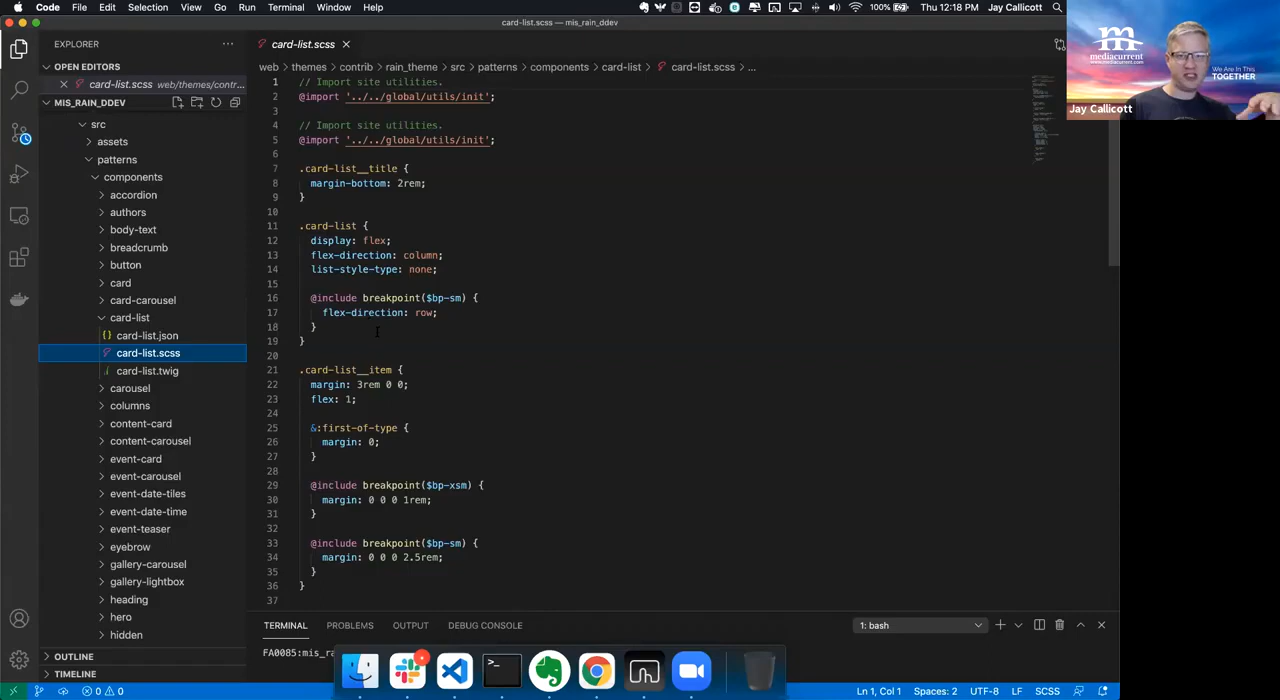 Code File Edit Selection View Go Run Terminal Window Help 100% Thu 12:18 PM Jay Callicott
card-list.scss — mis_rain_ddev
EXPLORER
OPEN EDITORS
card-list.scss web/themes/contr...
MIS_RAIN_DDEV
src
assets
patterns
components
accordion
authors
body-text
breadcrumb
button
card
card-carousel
card-list
card-list.json
card-list.scss
card-list.twig
carousel
columns
content-card
content-carousel
event-card
event-carousel
event-date-tiles
event-date-time
event-teaser
eyebrow
gallery-carousel
gallery-lightbox
heading
hero
hidden
OUTLINE
TIMELINE
card-list.scss
web > themes > contrib > rain_theme > src > patterns > components > card-list > card-list.scss > ...
1 // Import site utilities.
2 @import '../../global/utils/init';
3
4 // Import site utilities.
5 @import '../../global/utils/init';
6
7 .card-list__title {
8 margin-bottom: 2rem;
9 }
10
11 .card-list {
12 display: flex;
13 flex-direction: column;
14 list-style-type: none;
15
16 @include breakpoint($bp-sm) {
17 flex-direction: row;
18 }
19 }
20
21 .card-list__item {
22 margin: 3rem 0 0;
23 flex: 1;
24
25 &:first-of-type {
26 margin: 0;
27 }
28
29 @include breakpoint($bp-xsm) {
30 margin: 0 0 0 1rem;
31 }
32
33 @include breakpoint($bp-sm) {
34 margin: 0 0 0 2.5rem;
35 }
36 }
37
TERMINAL PROBLEMS OUTPUT DEBUG CONSOLE 1: bash
FA0085:mis_ra
0 0 Ln 1, Col 1 Spaces: 2 UTF-8 LF SCSS
mediacurrent
www.mediacurrent.com
We Are In This
TOGETHER
Jay Callicott